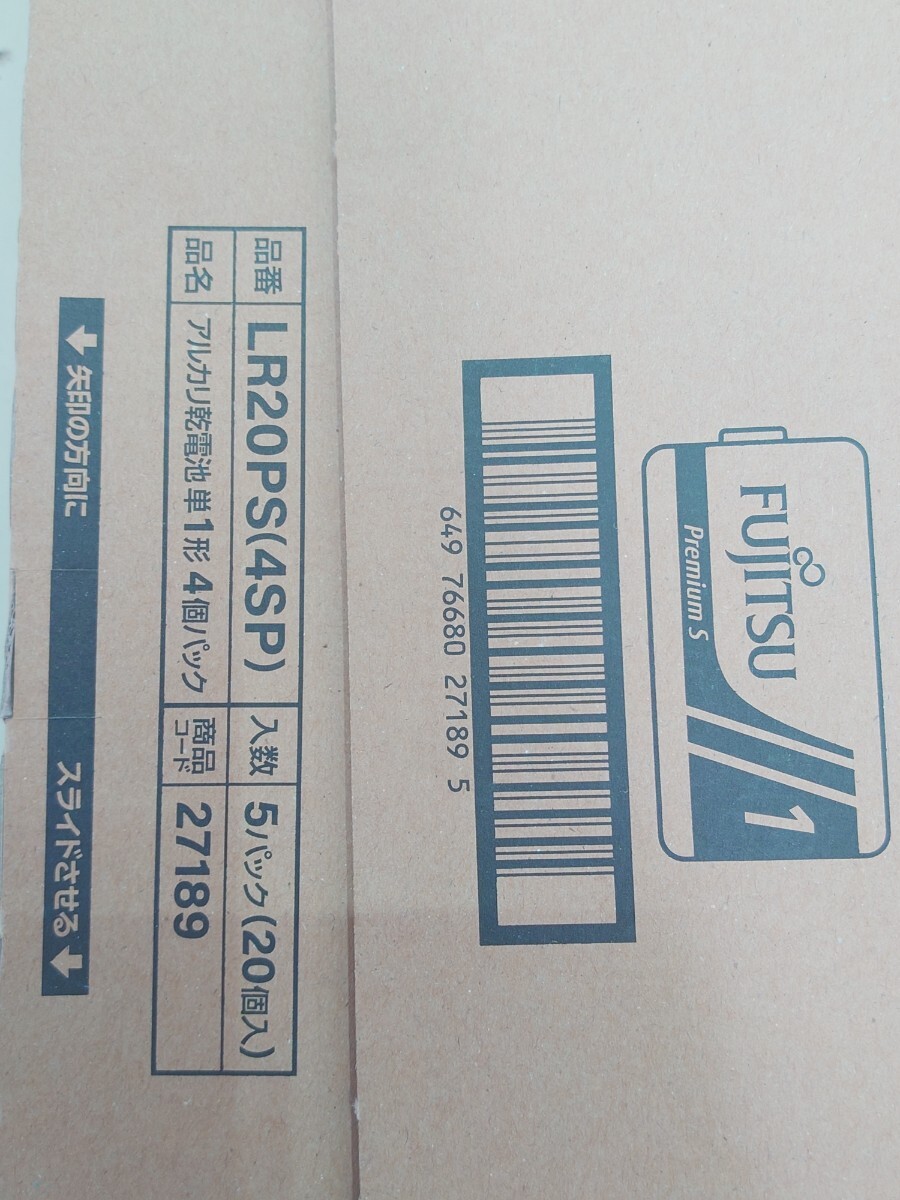 FUJITSU
Premium S
1
649 76680 27189 5
品番 LR20PS(4SP) 入数 5パック(20個入)
品名 アルカリ乾電池 単1形 4個パック 商品コード 27189
矢印の方向に スライドさせる